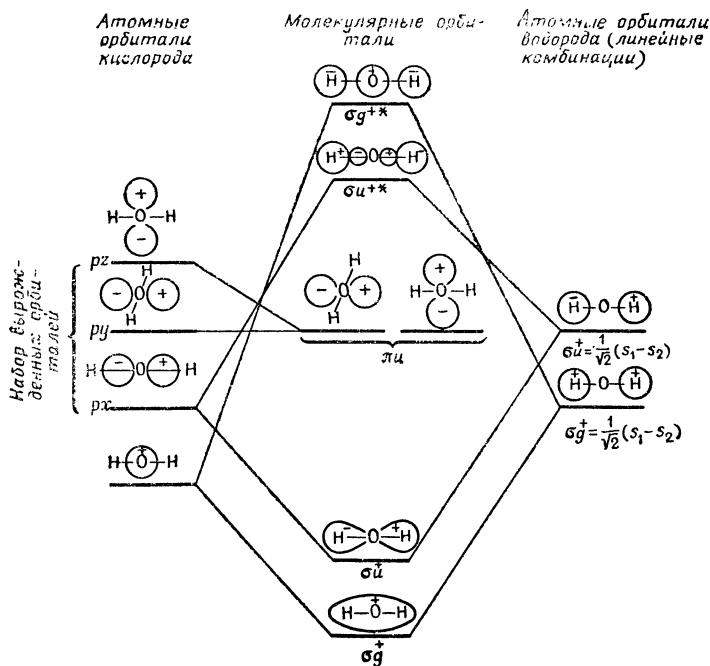 Атомные
орбитали
кислорода
Молекулярные орби-
тали
Атомные орбитали
водорода (линейные
комбинации)
H̄ O⁺ H̄
σg⁺*
H⁺ − O + H⁻
σu⁺*
+
H O H
−
pz
H
− O +
H
py
H − O + H
px
Набор вырож-
денных орби-
талей
H
− O +
H
+
H O H
−
πu
H̄ O H⁺
σu⁺ = 1/√2 (s₁−s₂)
H⁺ O H⁺
σg⁺ = 1/√2 (s₁−s₂)
H O⁺ H
H⁻ O + H
σu⁺
H O⁺ H
σg⁺